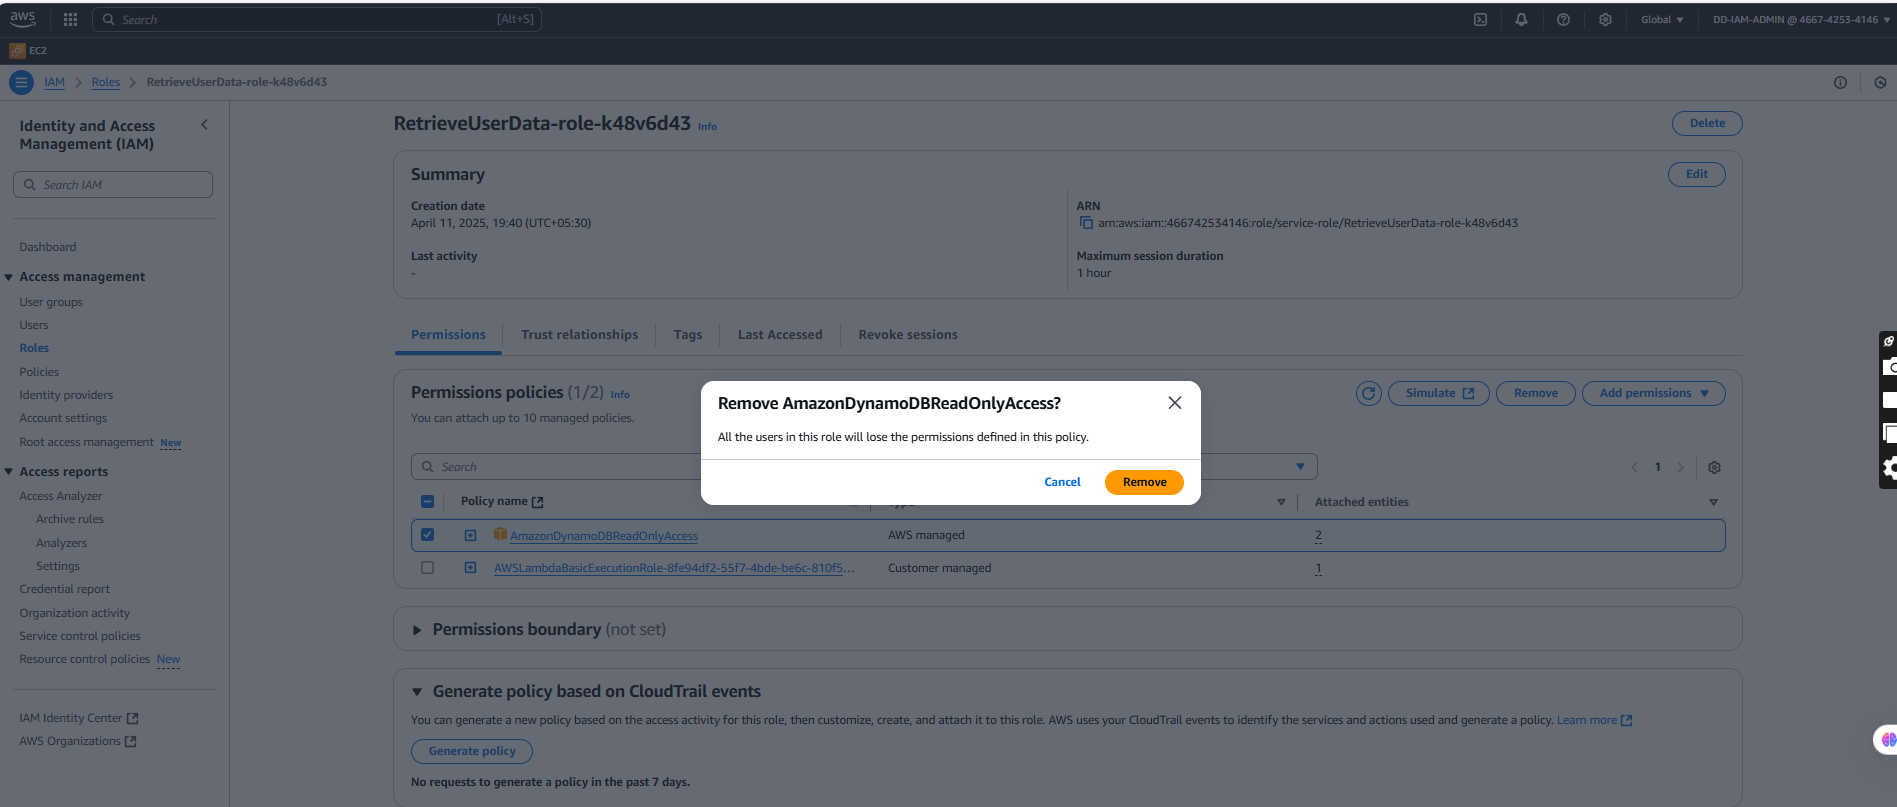 aws
Search
[Alt+S]
Global
DD-IAM-ADMIN @ 4667-4253-4146
EC2
IAM
Roles
RetrieveUserData-role-k48v6d43
Identity and Access
Management (IAM)
Search IAM
Dashboard
Access management
User groups
Users
Roles
Policies
Identity providers
Account settings
Root access management New
Access reports
Access Analyzer
Archive rules
Analyzers
Settings
Credential report
Organization activity
Service control policies
Resource control policies New
IAM Identity Center
AWS Organizations
RetrieveUserData-role-k48v6d43 Info
Delete
Summary
Edit
Creation date
April 11, 2025, 19:40 (UTC+05:30)
ARN
arn:aws:iam::466742534146:role/service-role/RetrieveUserData-role-k48v6d43
Last activity
-
Maximum session duration
1 hour
Permissions
Trust relationships
Tags
Last Accessed
Revoke sessions
Permissions policies (1/2) Info
You can attach up to 10 managed policies.
Simulate
Remove
Add permissions
Remove AmazonDynamoDBReadOnlyAccess?
All the users in this role will lose the permissions defined in this policy.
Cancel
Remove
Search
1
Policy name
Attached entities
AmazonDynamoDBReadOnlyAccess
AWS managed
2
AWSLambdaBasicExecutionRole-8fe94df2-55f7-4bde-be6c-810f5...
Customer managed
1
Permissions boundary (not set)
Generate policy based on CloudTrail events
You can generate a new policy based on the access activity for this role, then customize, create, and attach it to this role. AWS uses your CloudTrail events to identify the services and actions used and generate a policy. Learn more
Generate policy
No requests to generate a policy in the past 7 days.